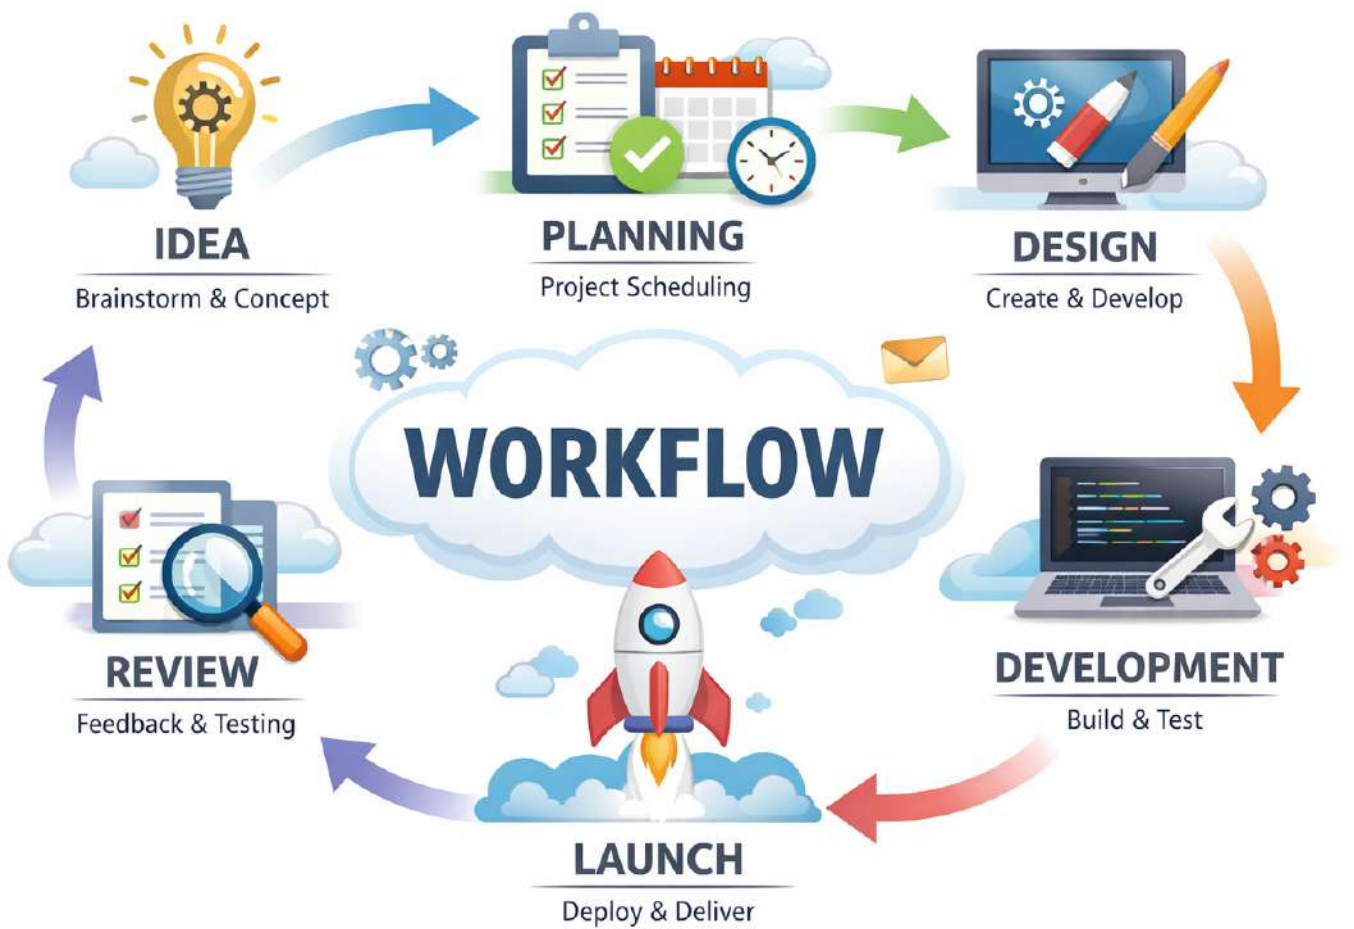 IDEA
Brainstorm & Concept
PLANNING
Project Scheduling
DESIGN
Create & Develop
WORKFLOW
REVIEW
Feedback & Testing
DEVELOPMENT
Build & Test
LAUNCH
Deploy & Deliver